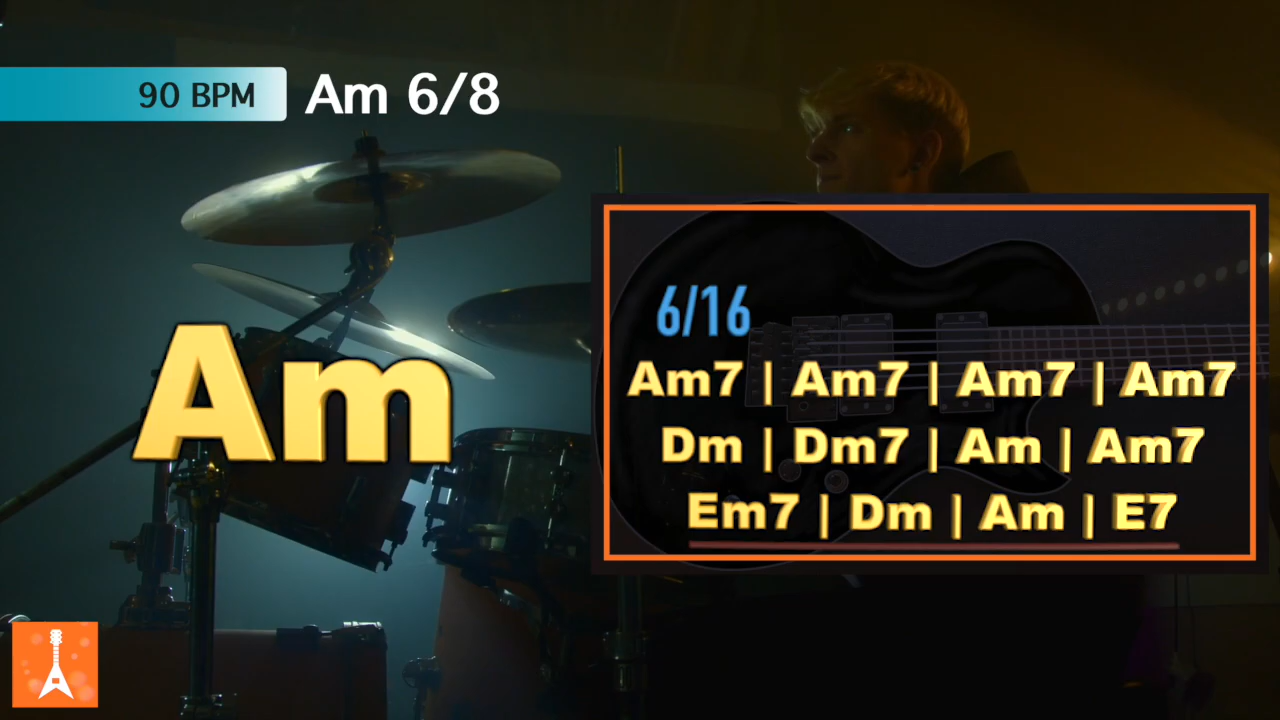 90 BPM Am 6/8
Am
6/16
Am7 | Am7 | Am7 | Am7
Dm | Dm7 | Am | Am7
Em7 | Dm | Am | E7